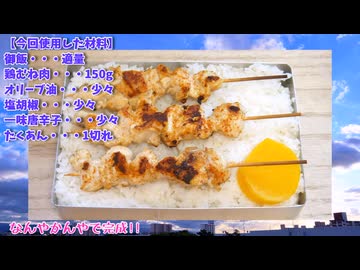 【今回使用した材料】
御飯・・・適量
鶏むね肉・・・150g
オリーブ油・・・少々
塩胡椒・・・少々
一味唐辛子・・・少々
たくあん・・・1切れ
なんやかんやで完成!!